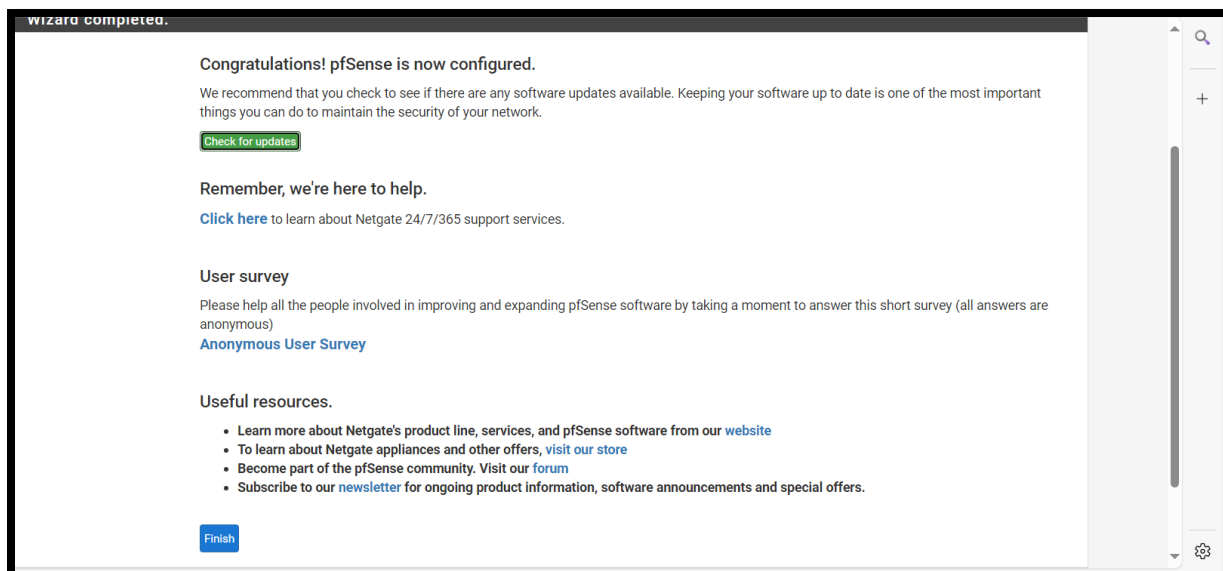 Wizard completed.
Congratulations! pfSense is now configured.
We recommend that you check to see if there are any software updates available. Keeping your software up to date is one of the most important
things you can do to maintain the security of your network.
Check for updates
Remember, we're here to help.
Click here to learn about Netgate 24/7/365 support services.
User survey
Please help all the people involved in improving and expanding pfSense software by taking a moment to answer this short survey (all answers are
anonymous)
Anonymous User Survey
Useful resources.
• Learn more about Netgate's product line, services, and pfSense software from our website
• To learn about Netgate appliances and other offers, visit our store
• Become part of the pfSense community. Visit our forum
• Subscribe to our newsletter for ongoing product information, software announcements and special offers.
Finish